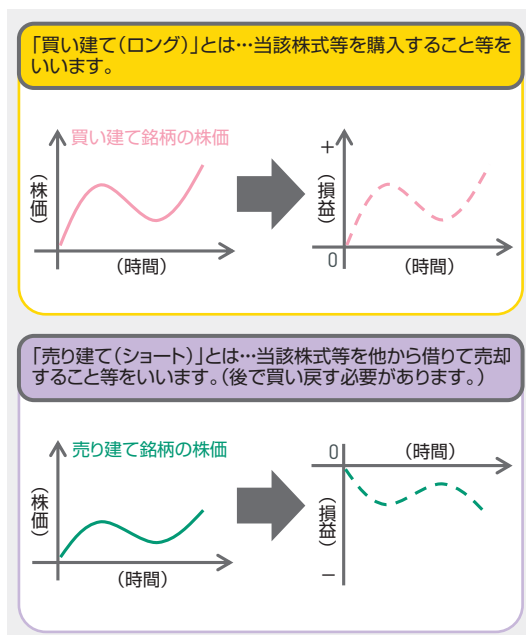 「買い建て（ロング）」とは…当該株式等を購入すること等を
いいます。
買い建て銘柄の株価
（株価）
（時間）
＋
（損益）
0
（時間）
「売り建て（ショート）」とは…当該株式等を他から借りて売却
すること等をいいます。（後で買い戻す必要があります。）
売り建て銘柄の株価
（株価）
（時間）
0
（時間）
（損益）
−